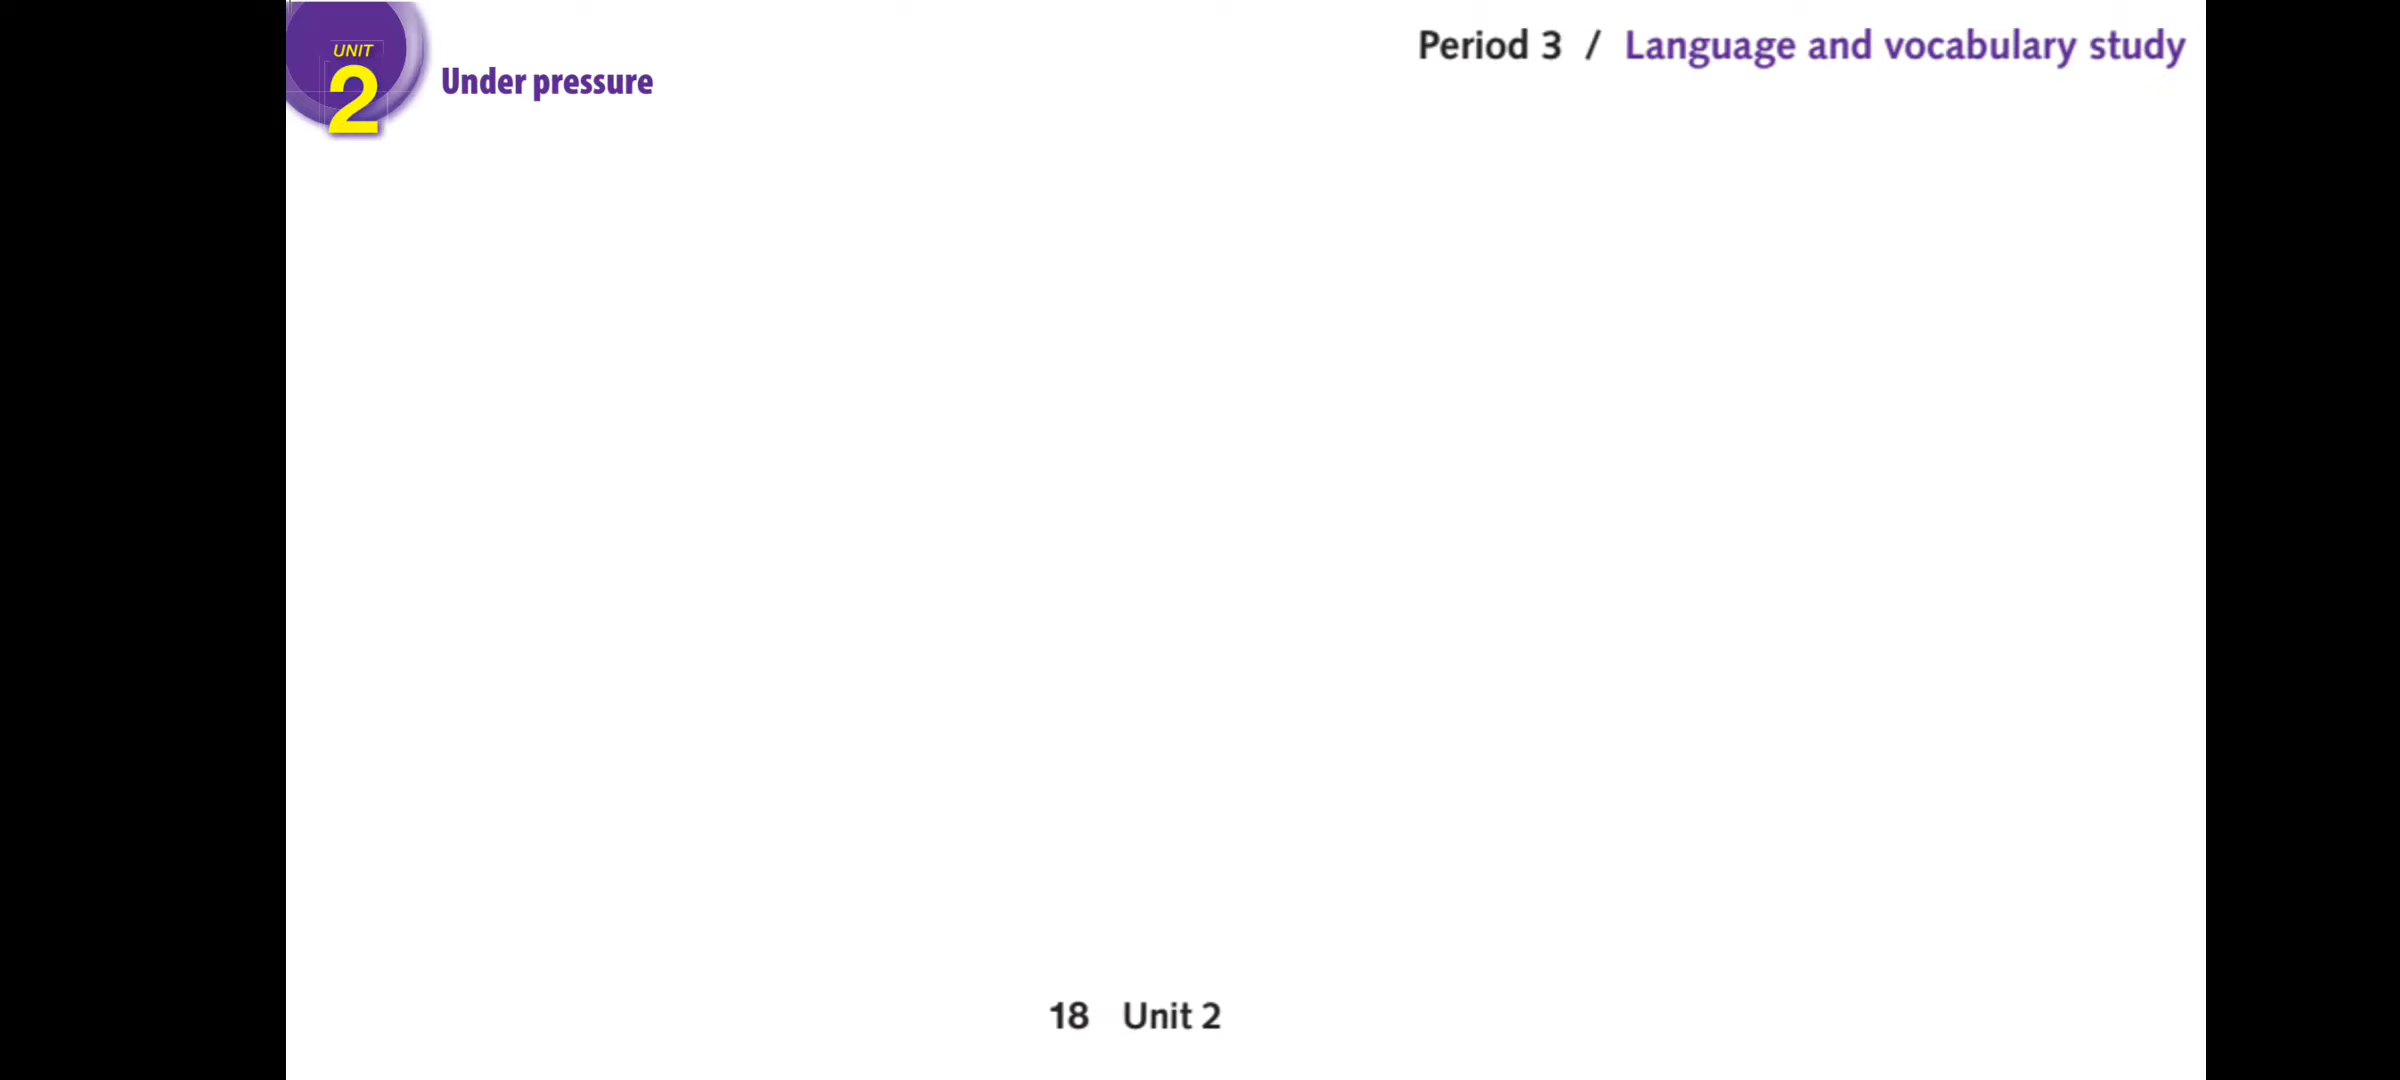 UNIT
2
Under pressure
Period 3 / Language and vocabulary study
18 Unit 2